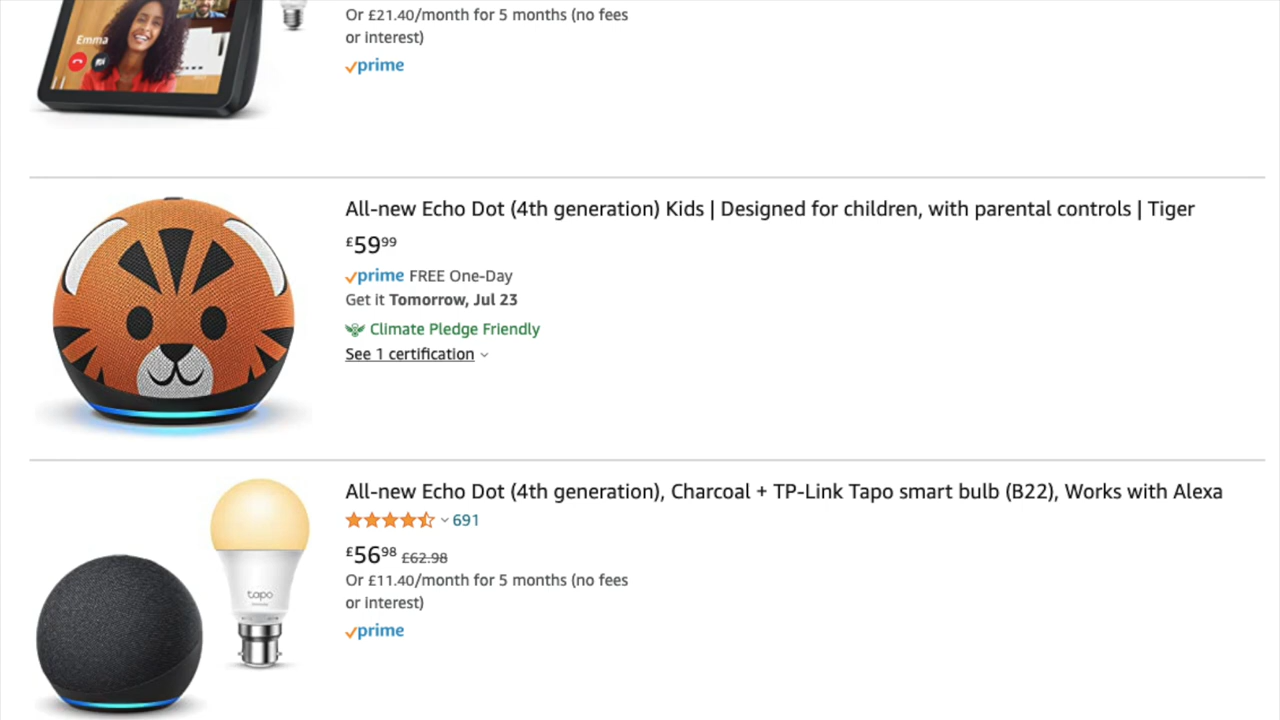 Emma
Or £21.40/month for 5 months (no fees
or interest)
prime
All-new Echo Dot (4th generation) Kids | Designed for children, with parental controls | Tiger
£59.99
prime FREE One-Day
Get it Tomorrow, Jul 23
Climate Pledge Friendly
See 1 certification
All-new Echo Dot (4th generation), Charcoal + TP-Link Tapo smart bulb (B22), Works with Alexa
691
£56.98 £62.98
Or £11.40/month for 5 months (no fees
or interest)
prime
tapo